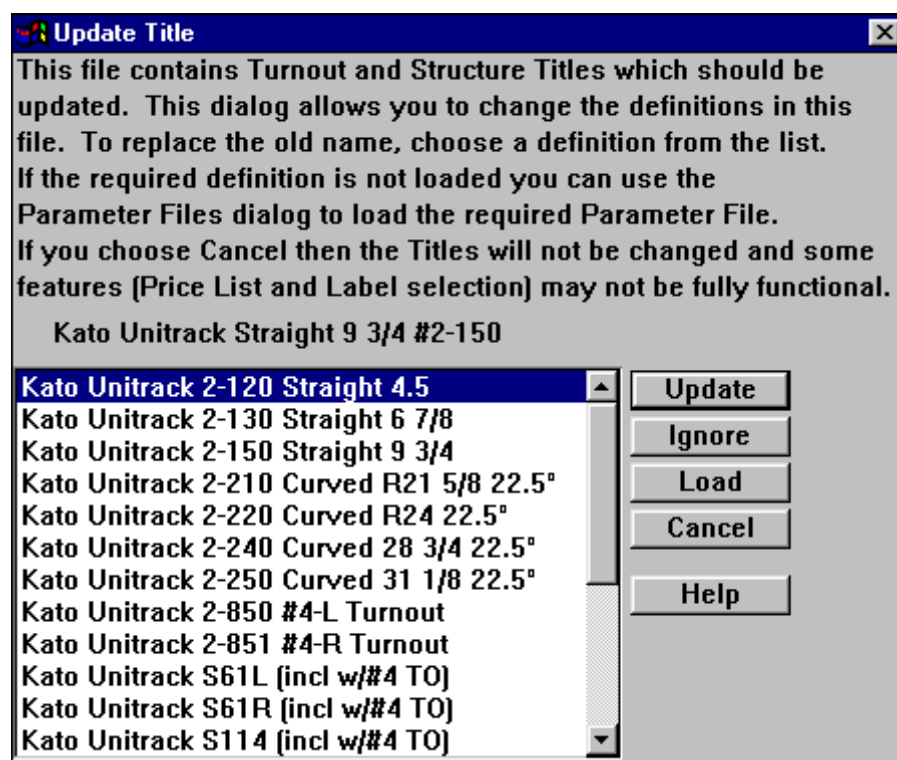 Update Title
This file contains Turnout and Structure Titles which should be
updated.  This dialog allows you to change the definitions in this
file.  To replace the old name, choose a definition from the list.
If the required definition is not loaded you can use the
Parameter Files dialog to load the required Parameter File.
If you choose Cancel then the Titles will not be changed and some
features (Price List and Label selection) may not be fully functional.
Kato Unitrack Straight 9 3/4 #2-150
Kato Unitrack 2-120 Straight 4.5
Kato Unitrack 2-130 Straight 6 7/8
Kato Unitrack 2-150 Straight 9 3/4
Kato Unitrack 2-210 Curved R21 5/8 22.5°
Kato Unitrack 2-220 Curved R24 22.5°
Kato Unitrack 2-240 Curved 28 3/4 22.5°
Kato Unitrack 2-250 Curved 31 1/8 22.5°
Kato Unitrack 2-850 #4-L Turnout
Kato Unitrack 2-851 #4-R Turnout
Kato Unitrack S61L (incl w/#4 TO)
Kato Unitrack S61R (incl w/#4 TO)
Kato Unitrack S114 (incl w/#4 TO)
Update
Ignore
Load
Cancel
Help